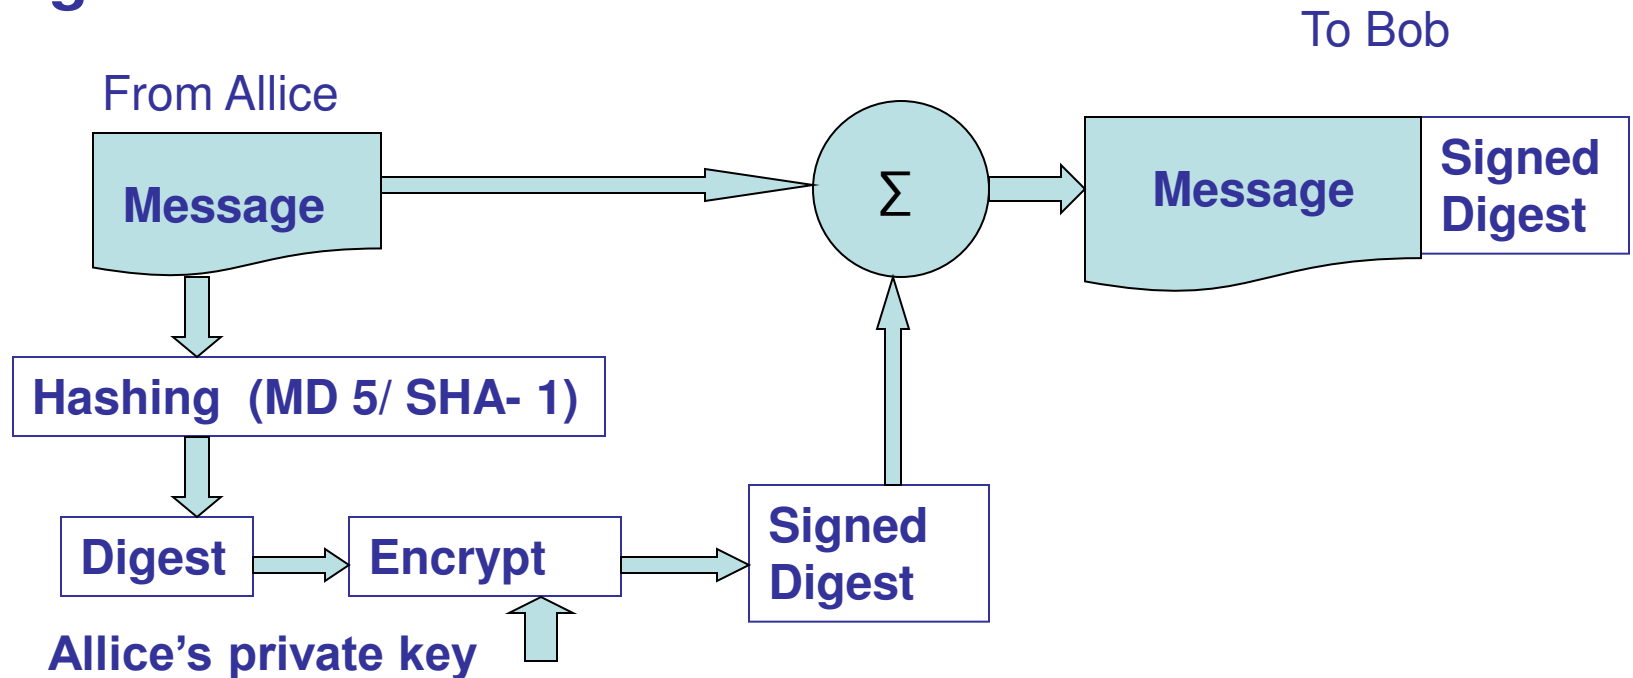 To Bob
From Allice
Message
Σ
Message
Signed
Digest
Hashing (MD 5/ SHA- 1)
Digest
Encrypt
Signed
Digest
Allice’s private key